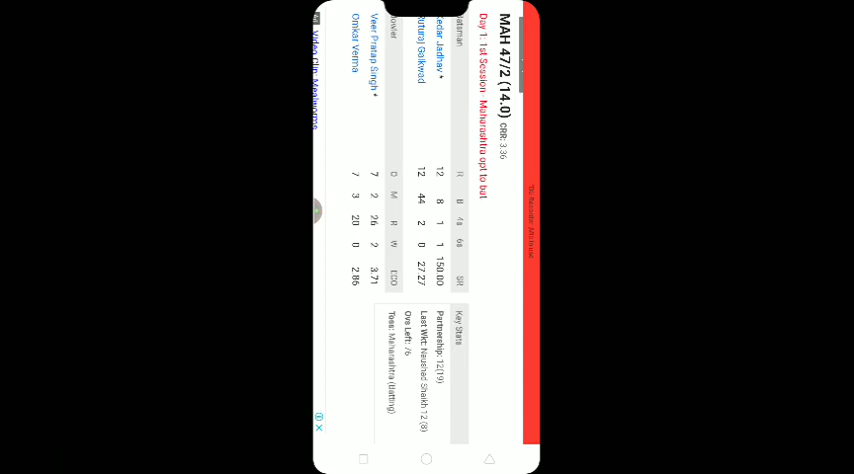 MAH 47/2 (14.0) CRR: 3.36
Day 1: 1st Session - Maharashtra opt to bat
Batsman R B 4s 6s SR
Kedar Jadhav * 12 8 1 1 150.00
Ruturaj Gaikwad 12 44 2 0 27.27
Bowler O M R W ECO
Veer Pratap Singh * 7 2 26 2 3.71
Omkar Verma 7 3 20 0 2.86
Key Stats
Partnership: 12(19)
Last Wkt: Naushad Shaikh 12 (8)
Ovs Left: 76
Toss: Maharashtra (Batting)
Video Clip: Mealworms